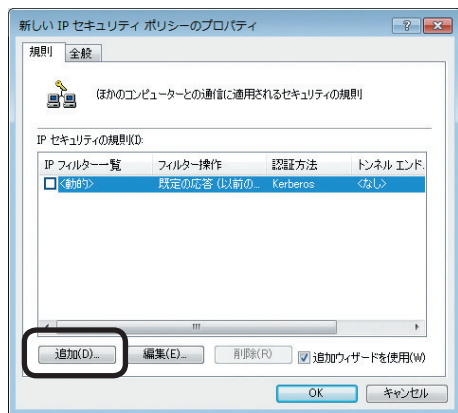 新しい IP セキュリティ ポリシーのプロパティ
規則 全般
ほかのコンピューターとの通信に適用されるセキュリティの規則
IP セキュリティの規則(I):
IP フィルター一覧 フィルター操作 認証方法 トンネル エンド.
<動的> 既定の応答 (以前の... Kerberos <なし>
追加(D)... 編集(E)... 削除(R) 追加ウィザードを使用(W)
OK キャンセル